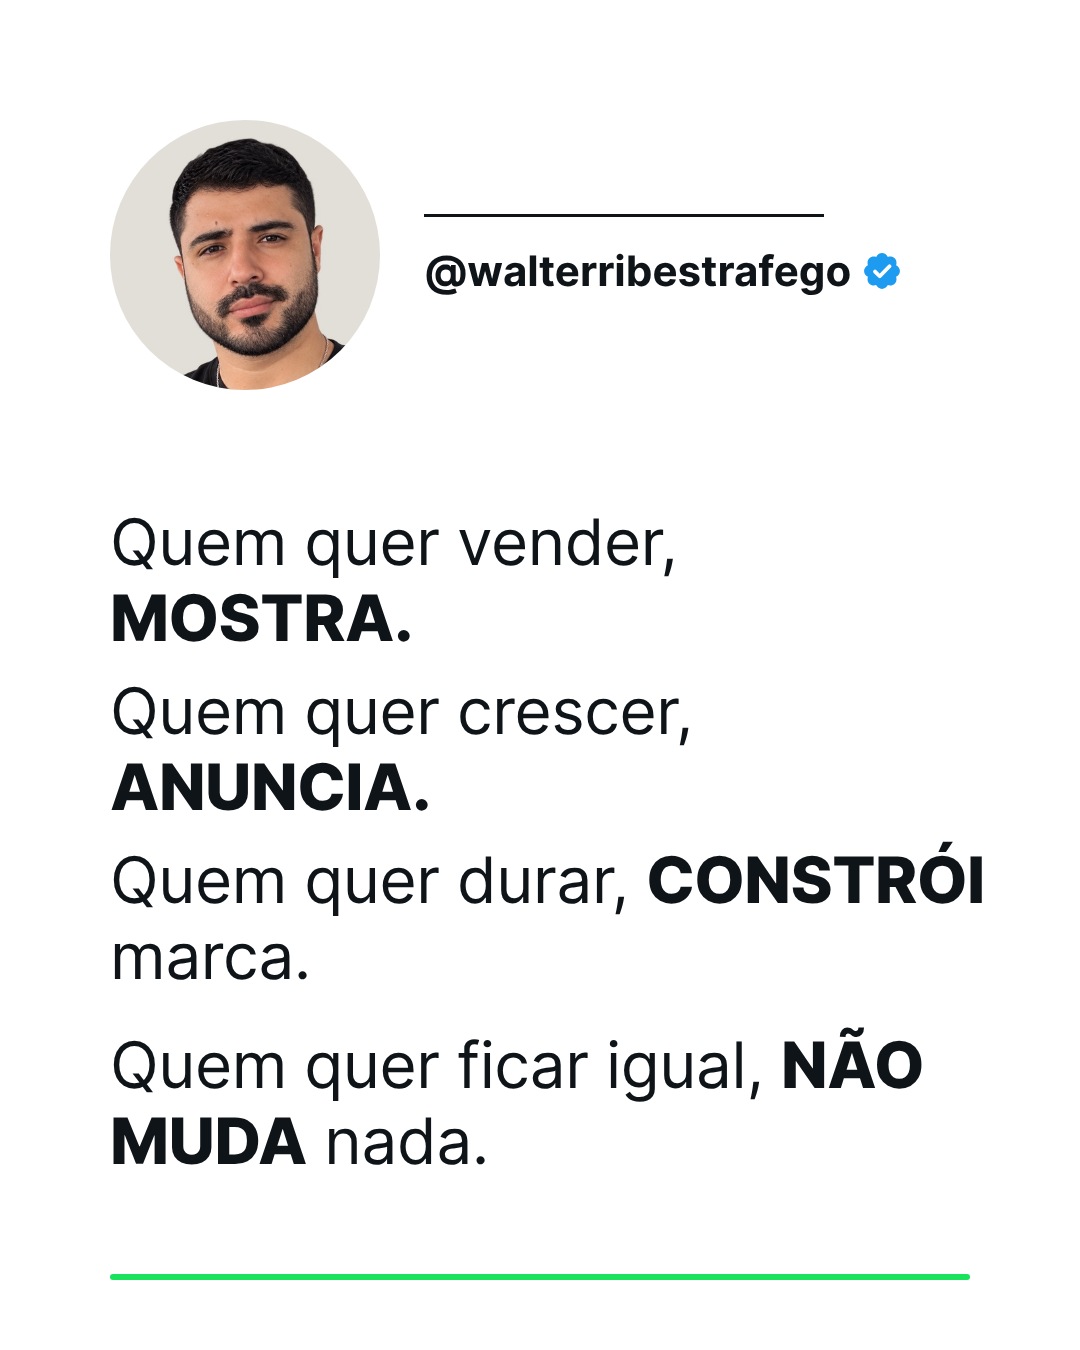 @walterribestrafego
Quem quer vender,
MOSTRA.
Quem quer crescer,
ANUNCIA.
Quem quer durar, CONSTRÓI
marca.
Quem quer ficar igual, NÃO
MUDA nada.